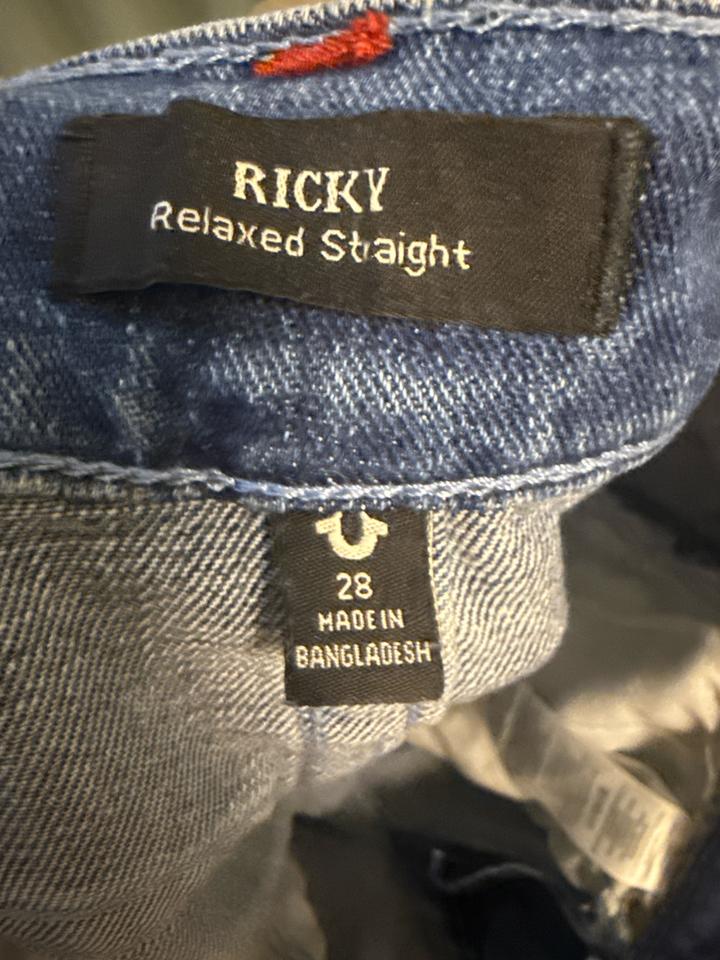 RICKY
Relaxed Straight
28
MADE IN
BANGLADESH